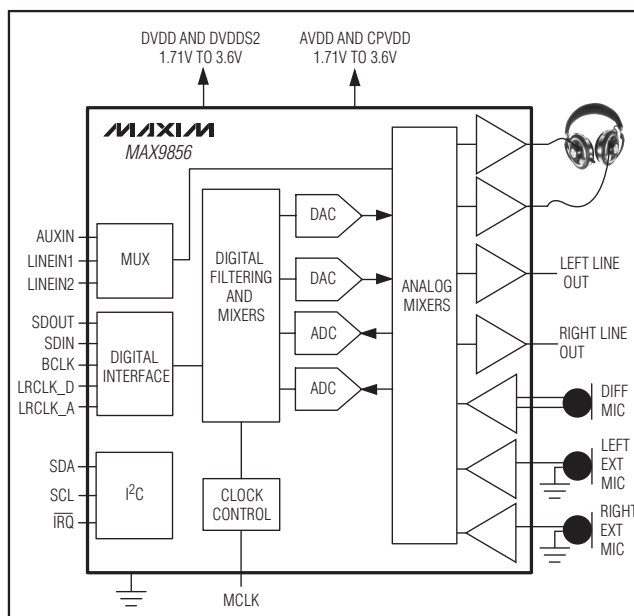 DVDD AND DVDDS2
1.71V TO 3.6V
AVDD AND CPVDD
1.71V TO 3.6V
MAXIM
MAX9856
AUXIN
LINEIN1
LINEIN2
MUX
SDOUT
SDIN
BCLK
LRCLK_D
LRCLK_A
DIGITAL
INTERFACE
SDA
SCL
IRQ
I²C
DIGITAL
FILTERING
AND
MIXERS
CLOCK
CONTROL
MCLK
DAC
DAC
ADC
ADC
ANALOG
MIXERS
LEFT LINE
OUT
RIGHT LINE
OUT
DIFF
MIC
LEFT
EXT
MIC
RIGHT
EXT
MIC